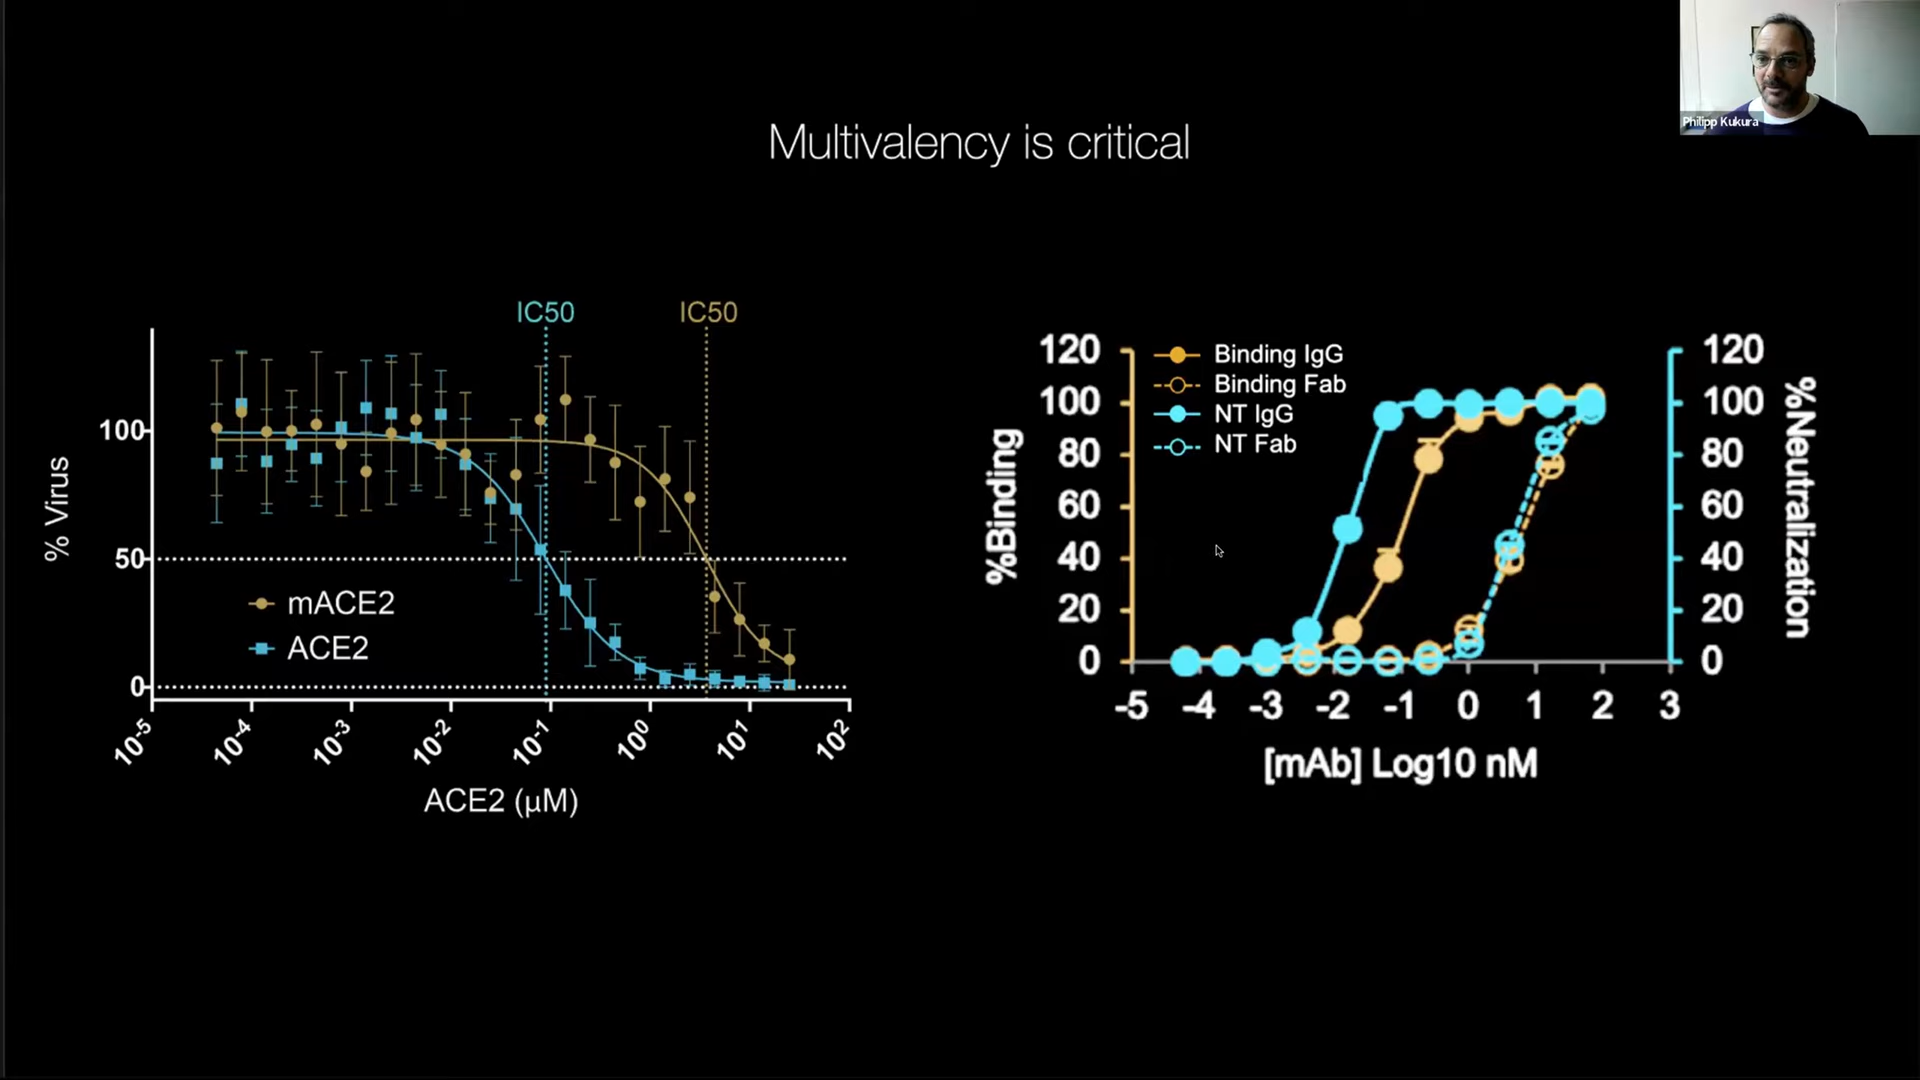 Philipp Kukura
Multivalency is critical
IC50 IC50
% Virus
100
50
0
mACE2
ACE2
10-5 10-4 10-3 10-2 10-1 100 101 102
ACE2 (µM)
Binding IgG
Binding Fab
NT IgG
NT Fab
%Binding
120
100
80
60
40
20
0
%Neutralization
120
100
80
60
40
20
0
-5 -4 -3 -2 -1 0 1 2 3
[mAb] Log10 nM